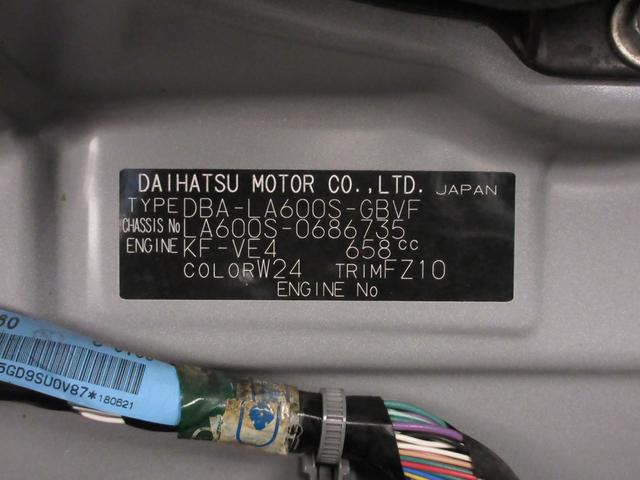 DAIHATSU MOTOR CO.,LTD. JAPAN
TYPE DBA-LA600S-GBVF
CHASSIS No LA600S-0686735
ENGINE KF-VE4 658cc
COLOR W24 TRIM FZ10
ENGINE No
5GD9SU0V87*180621